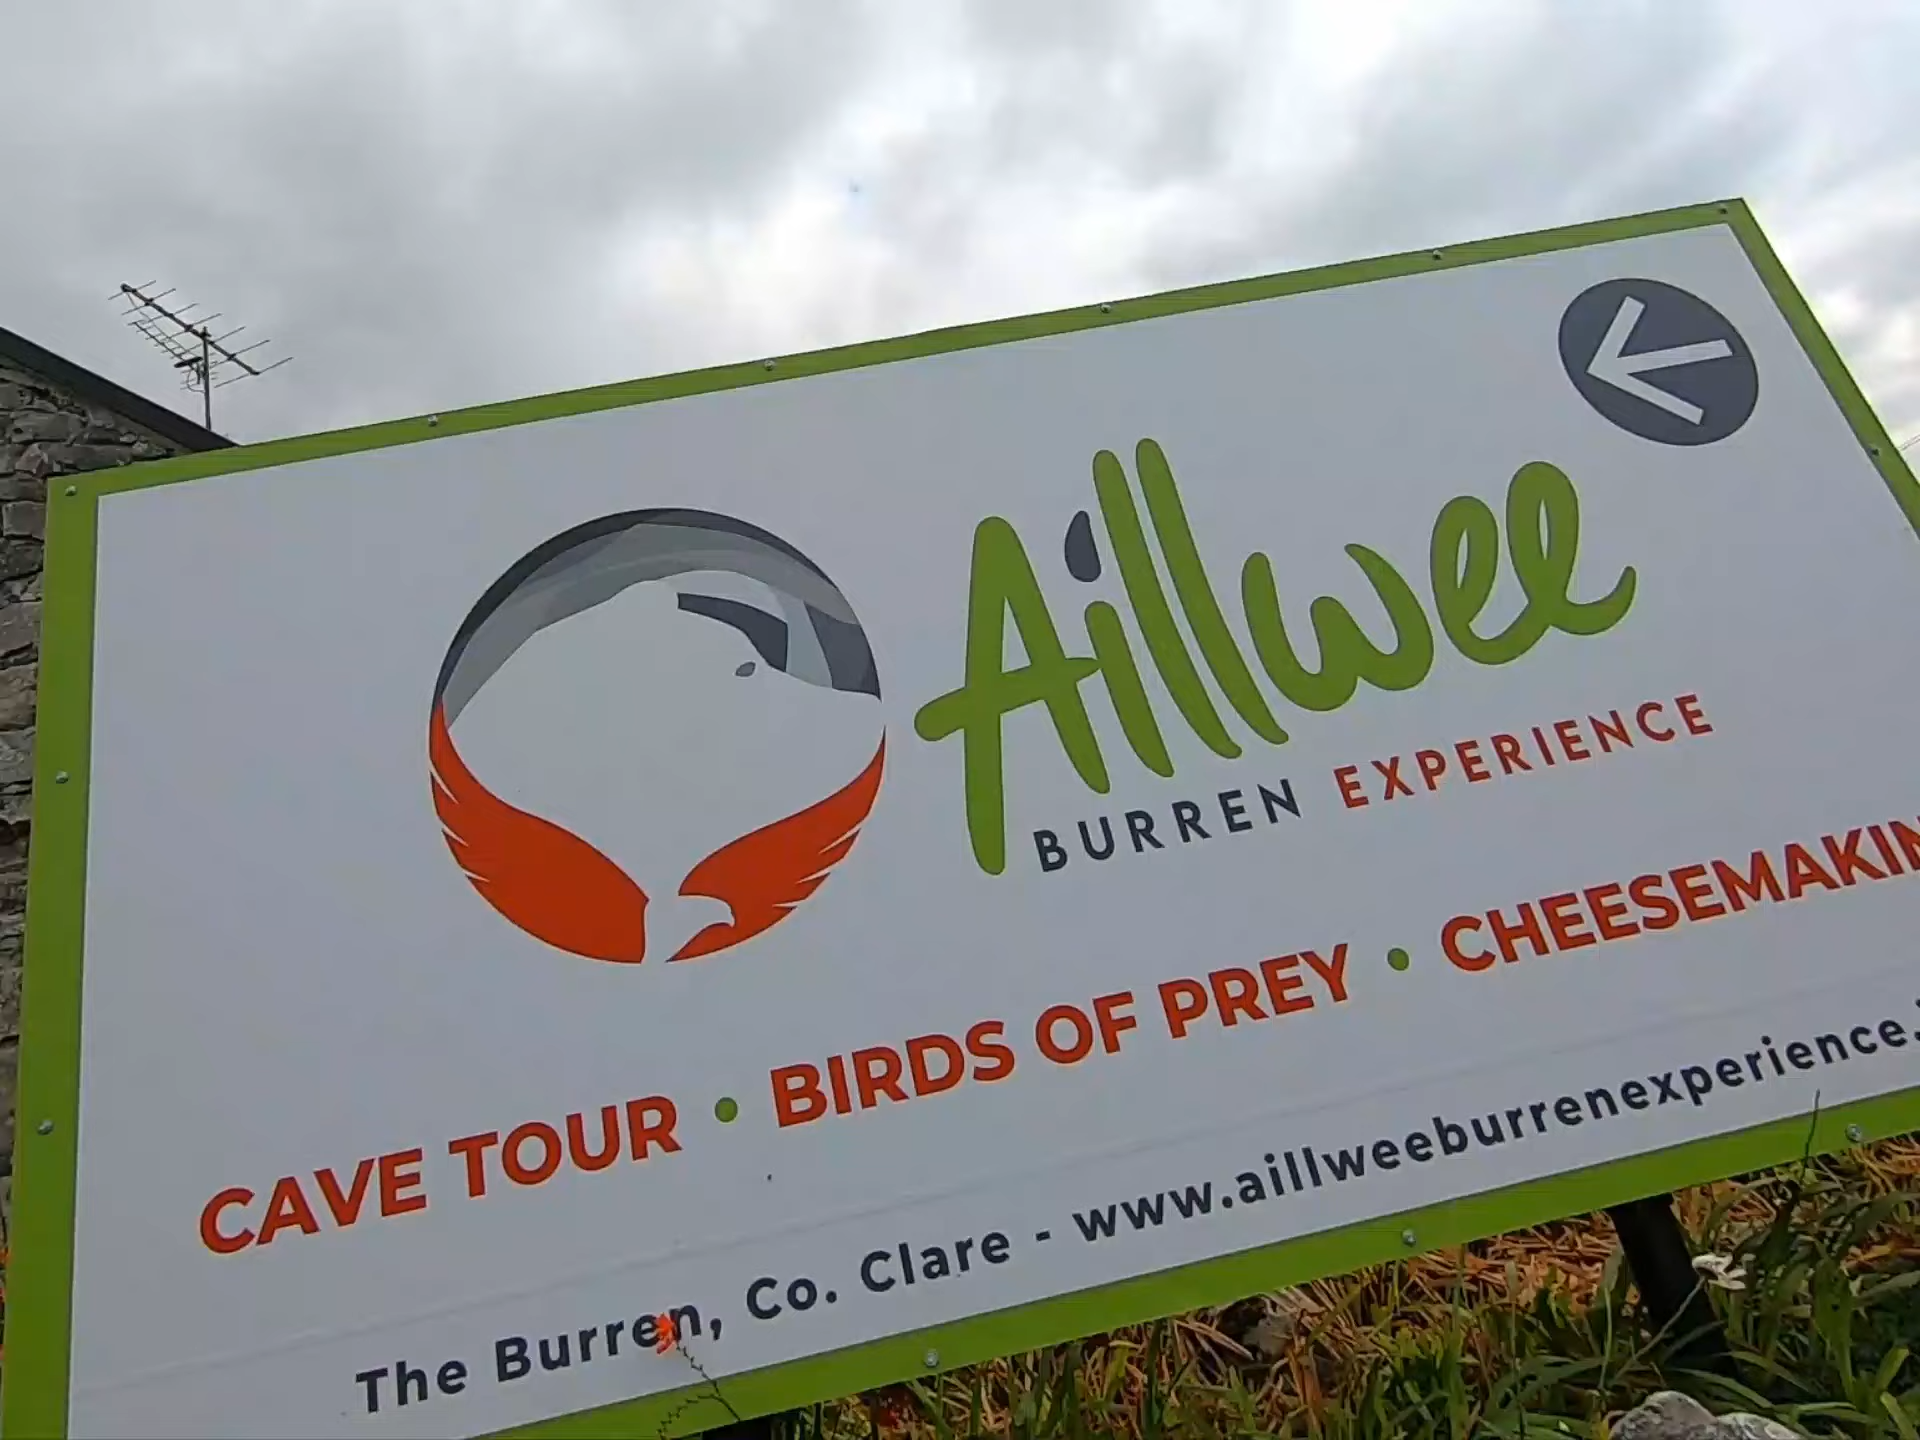 Aillwee
BURREN EXPERIENCE
CAVE TOUR • BIRDS OF PREY • CHEESEMAKIN
The Burren, Co. Clare - www.aillweeburrenexperience.